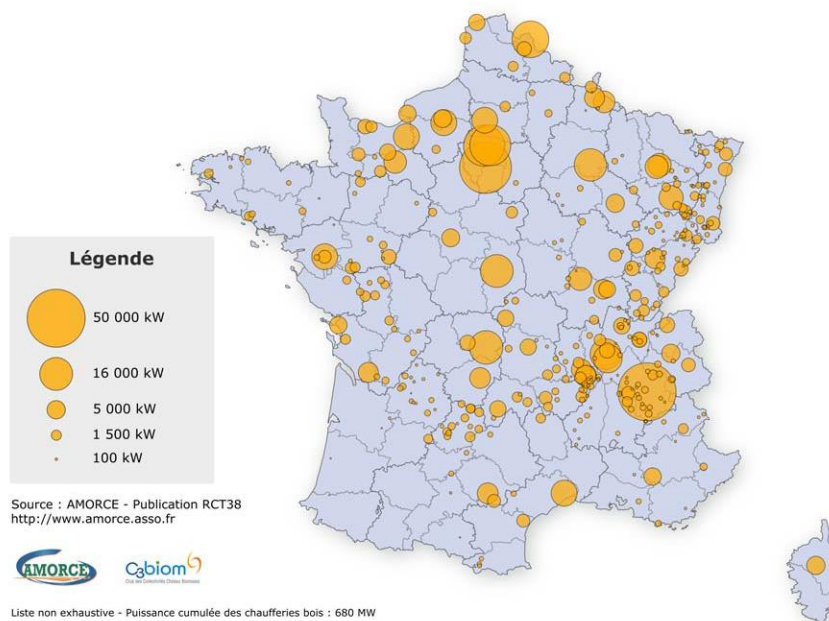 Légende
50 000 kW
16 000 kW
5 000 kW
1 500 kW
100 kW
Source : AMORCE - Publication RCT38
http://www.amorce.asso.fr
AMORCE
C3biom
Liste non exhaustive - Puissance cumulée des chaufferies bois : 680 MW